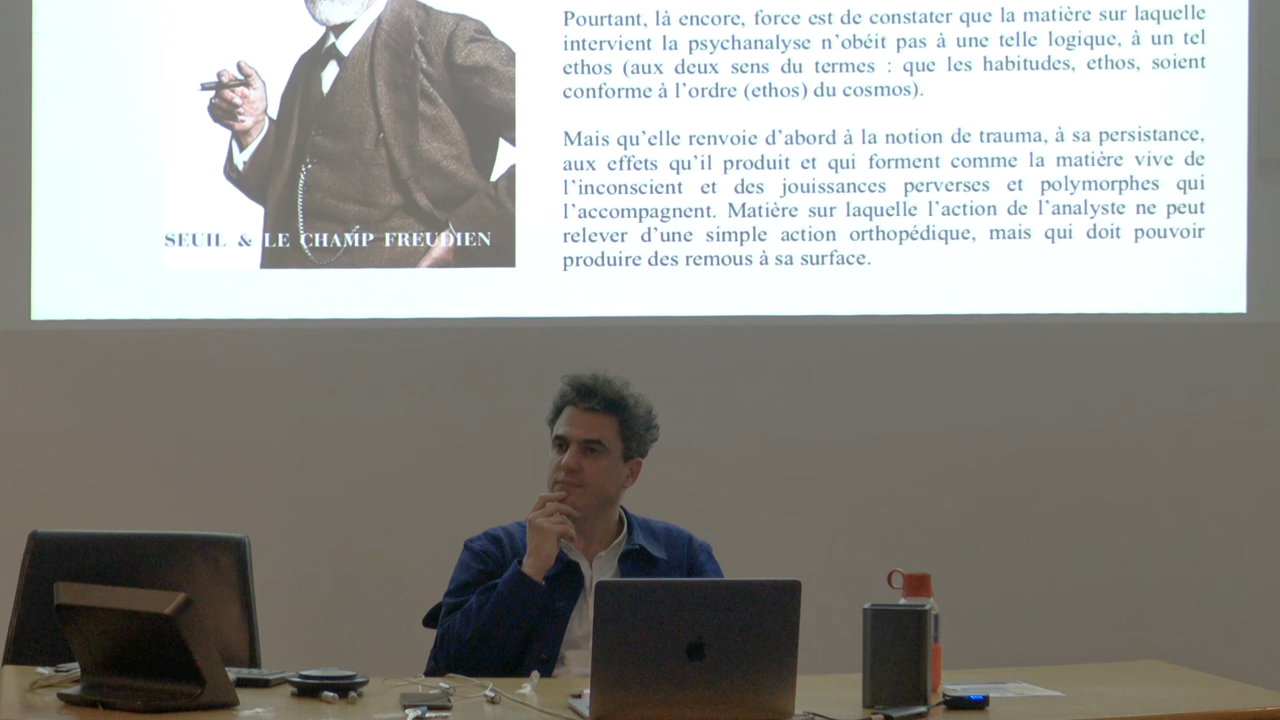 Pourtant, là encore, force est de constater que la matière sur laquelle
intervient la psychanalyse n’obéit pas à une telle logique, à un tel
ethos (aux deux sens du termes : que les habitudes, ethos, soient
conforme à l’ordre (ethos) du cosmos).
Mais qu’elle renvoie d’abord à la notion de trauma, à sa persistance,
aux effets qu’il produit et qui forment comme la matière vive de
l’inconscient et des jouissances perverses et polymorphes qui
l’accompagnent. Matière sur laquelle l’action de l’analyste ne peut
relever d’une simple action orthopédique, mais qui doit pouvoir
produire des remous à sa surface.
SEUIL & LE CHAMP FREUDIEN